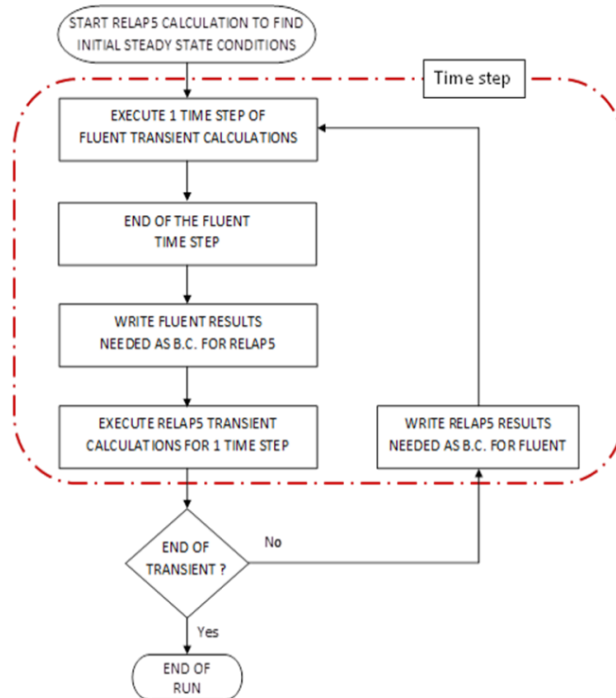 START RELAP5 CALCULATION TO FIND
INITIAL STEADY STATE CONDITIONS
Time step
EXECUTE 1 TIME STEP OF
FLUENT TRANSIENT CALCULATIONS
END OF THE FLUENT
TIME STEP
WRITE FLUENT RESULTS
NEEDED AS B.C. FOR RELAP5
EXECUTE RELAP5 TRANSIENT
CALCULATIONS FOR 1 TIME STEP
WRITE RELAP5 RESULTS
NEEDED AS B.C. FOR FLUENT
END OF
TRANSIENT ?
No
Yes
END OF
RUN